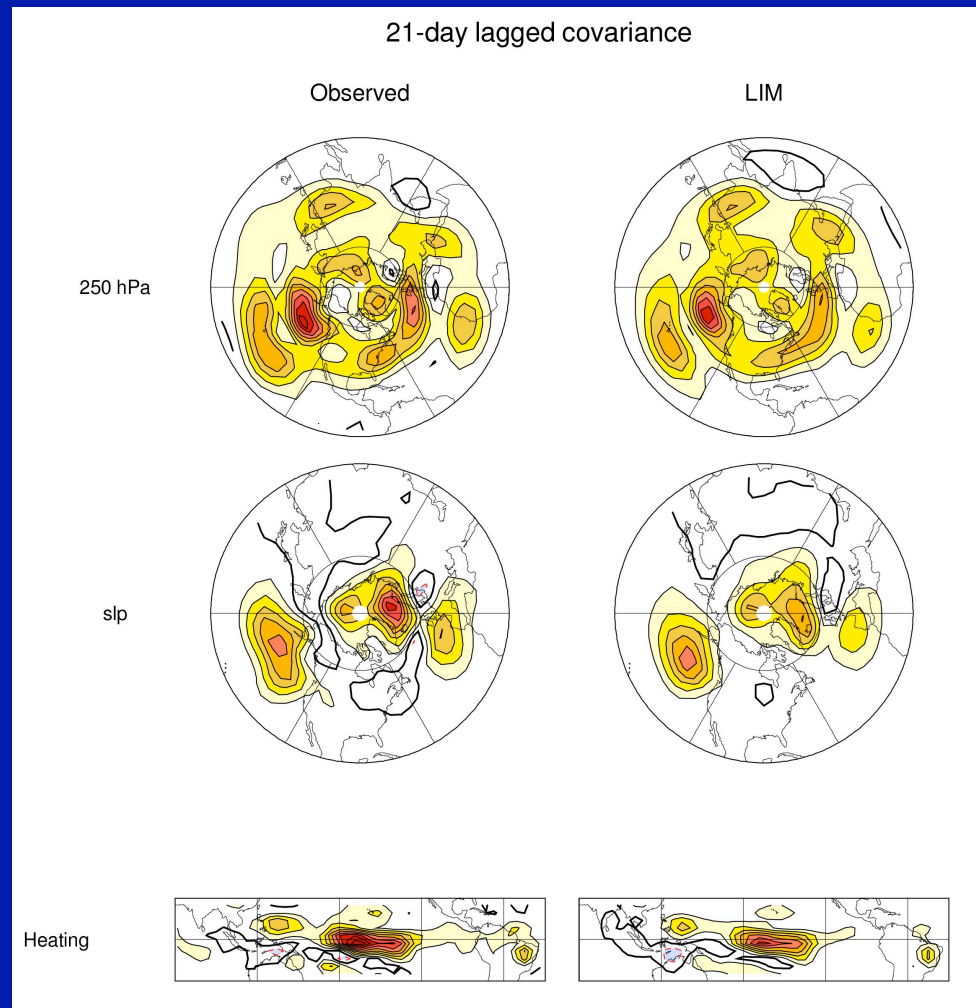 21-day lagged covariance
Observed
LIM
250 hPa
slp
Heating